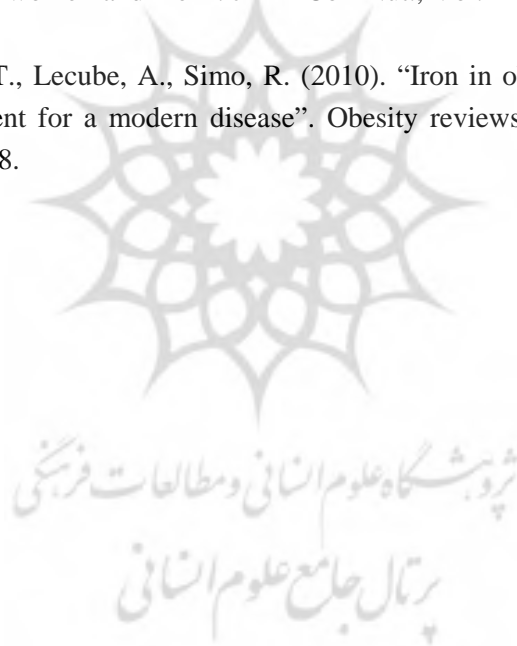 T., Lecube, A., Simo, R. (2010). “Iron in o
ent for a modern disease”. Obesity reviews
8.
پژوهشگاه علوم انسانی و مطالعات فرهنگی
پرتال جامع علوم انسانی